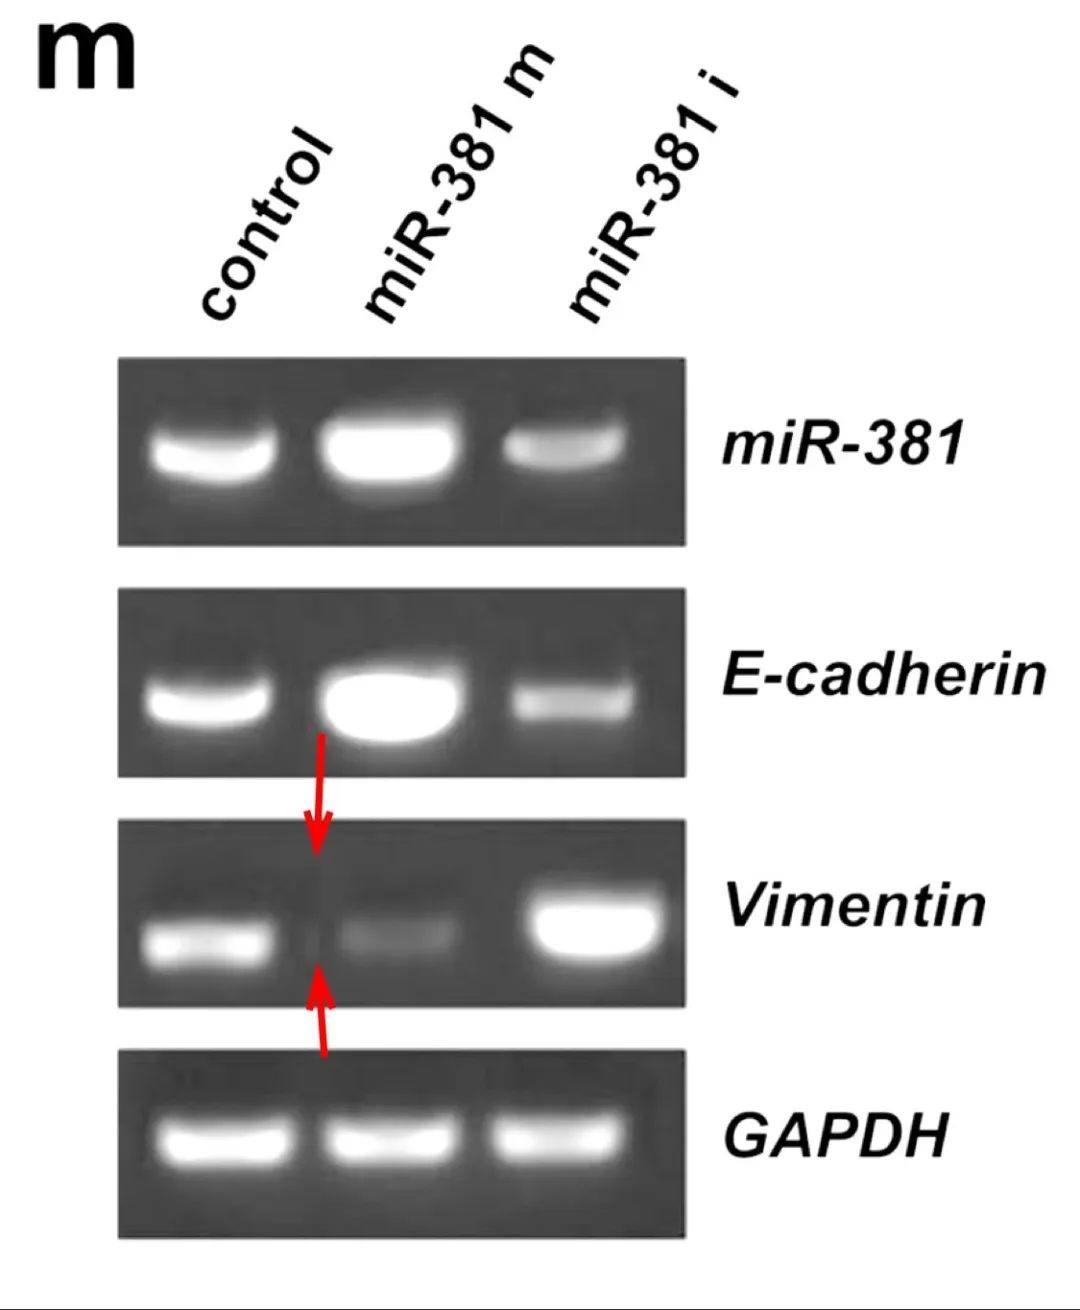 m
control
miR-381 m
miR-381 i
miR-381
E-cadherin
Vimentin
GAPDH